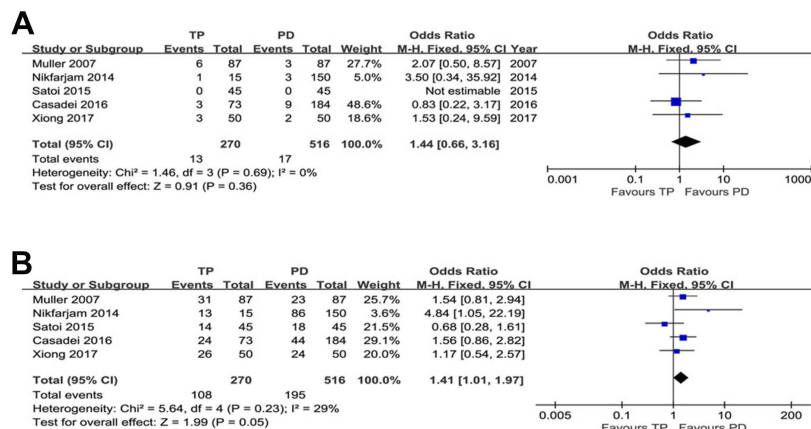 A
TP PD Odds Ratio Odds Ratio
Study or Subgroup Events Total Events Total Weight M-H. Fixed. 95% CI Year M-H. Fixed. 95% CI
Muller 2007 6 87 3 87 27.7% 2.07 [0.50, 8.57] 2007
Nikfarjam 2014 1 15 3 150 5.0% 3.50 [0.34, 35.92] 2014
Satoi 2015 0 45 0 45 Not estimable 2015
Casadei 2016 3 73 9 184 48.6% 0.83 [0.22, 3.17] 2016
Xiong 2017 3 50 2 50 18.6% 1.53 [0.24, 9.59] 2017
Total (95% CI) 270 516 100.0% 1.44 [0.66, 3.16]
Total events 13 17
Heterogeneity: Chi² = 1.46, df = 3 (P = 0.69); I² = 0%
Test for overall effect: Z = 0.91 (P = 0.36)
0.001 0.1 1 10 1000
Favours TP Favours PD
B
TP PD Odds Ratio Odds Ratio
Study or Subgroup Events Total Events Total Weight M-H. Fixed. 95% CI M-H. Fixed. 95% CI
Muller 2007 31 87 23 87 25.7% 1.54 [0.81, 2.94]
Nikfarjam 2014 13 15 86 150 3.6% 4.84 [1.05, 22.19]
Satoi 2015 14 45 18 45 21.5% 0.68 [0.28, 1.61]
Casadei 2016 24 73 44 184 29.1% 1.56 [0.86, 2.82]
Xiong 2017 26 50 24 50 20.0% 1.17 [0.54, 2.57]
Total (95% CI) 270 516 100.0% 1.41 [1.01, 1.97]
Total events 108 195
Heterogeneity: Chi² = 5.64, df = 4 (P = 0.23); I² = 29%
Test for overall effect: Z = 1.99 (P = 0.05)
0.005 0.1 1 10 200
Favours TP Favours PD